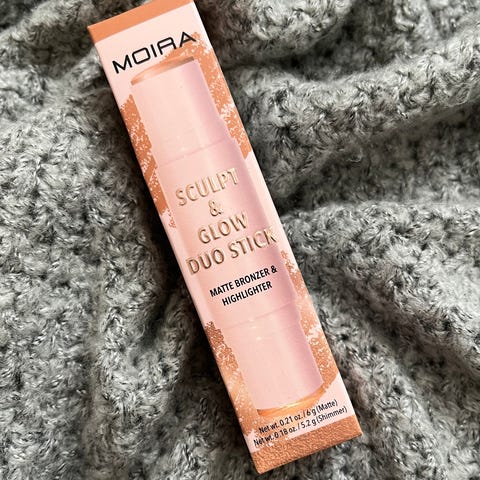 MOIRA
SCULPT
&
GLOW
DUO STICK
MATTE BRONZER &
HIGHLIGHTER
Net wt. 0.21 oz. / 6 g (Matte)
Net wt. 0.18 oz. / 5.2 g (Shimmer)